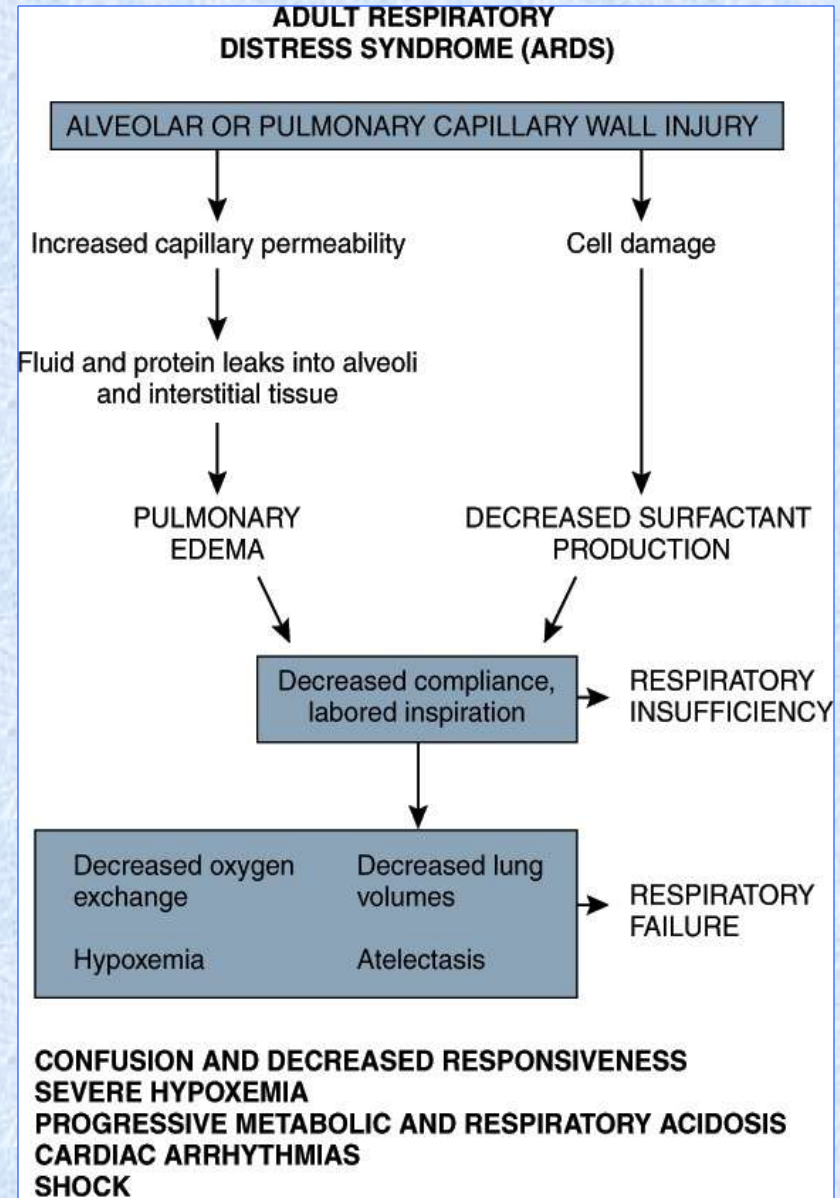 ADULT RESPIRATORY
DISTRESS SYNDROME (ARDS)
ALVEOLAR OR PULMONARY CAPILLARY WALL INJURY
Increased capillary permeability
Cell damage
Fluid and protein leaks into alveoli
and interstitial tissue
PULMONARY
EDEMA
DECREASED SURFACTANT
PRODUCTION
Decreased compliance,
labored inspiration
RESPIRATORY
INSUFFICIENCY
Decreased oxygen
exchange
Decreased lung
volumes
Hypoxemia
Atelectasis
RESPIRATORY
FAILURE
CONFUSION AND DECREASED RESPONSIVENESS
SEVERE HYPOXEMIA
PROGRESSIVE METABOLIC AND RESPIRATORY ACIDOSIS
CARDIAC ARRHYTHMIAS
SHOCK